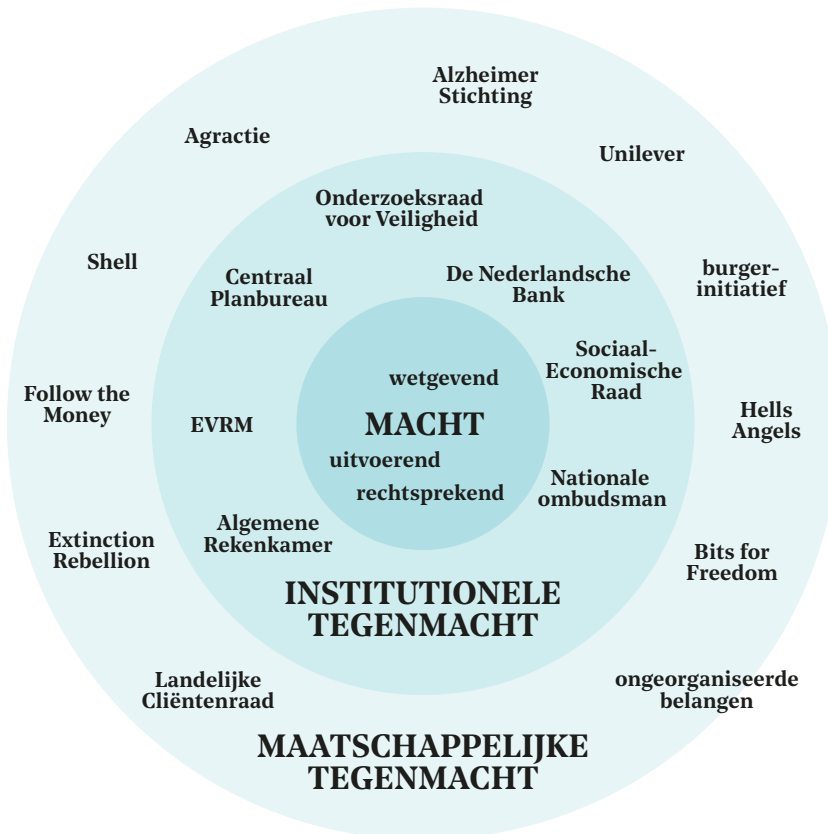 Alzheimer
Stichting
Agractie
Unilever
Onderzoeksraad
voor Veiligheid
Shell
Centraal
Planbureau
De Nederlandsche
Bank
burger-
initiatief
wetgevend
Sociaal-
Economische
Raad
Follow the
Money
EVRM
MACHT
Hells
Angels
uitvoerend
rechtsprekend
Nationale
ombudsman
Extinction
Rebellion
Algemene
Rekenkamer
Bits for
Freedom
INSTITUTIONELE
TEGENMACHT
Landelijke
Cliëntenraad
ongeorganiseerde
belangen
MAATSCHAPPELIJKE
TEGENMACHT